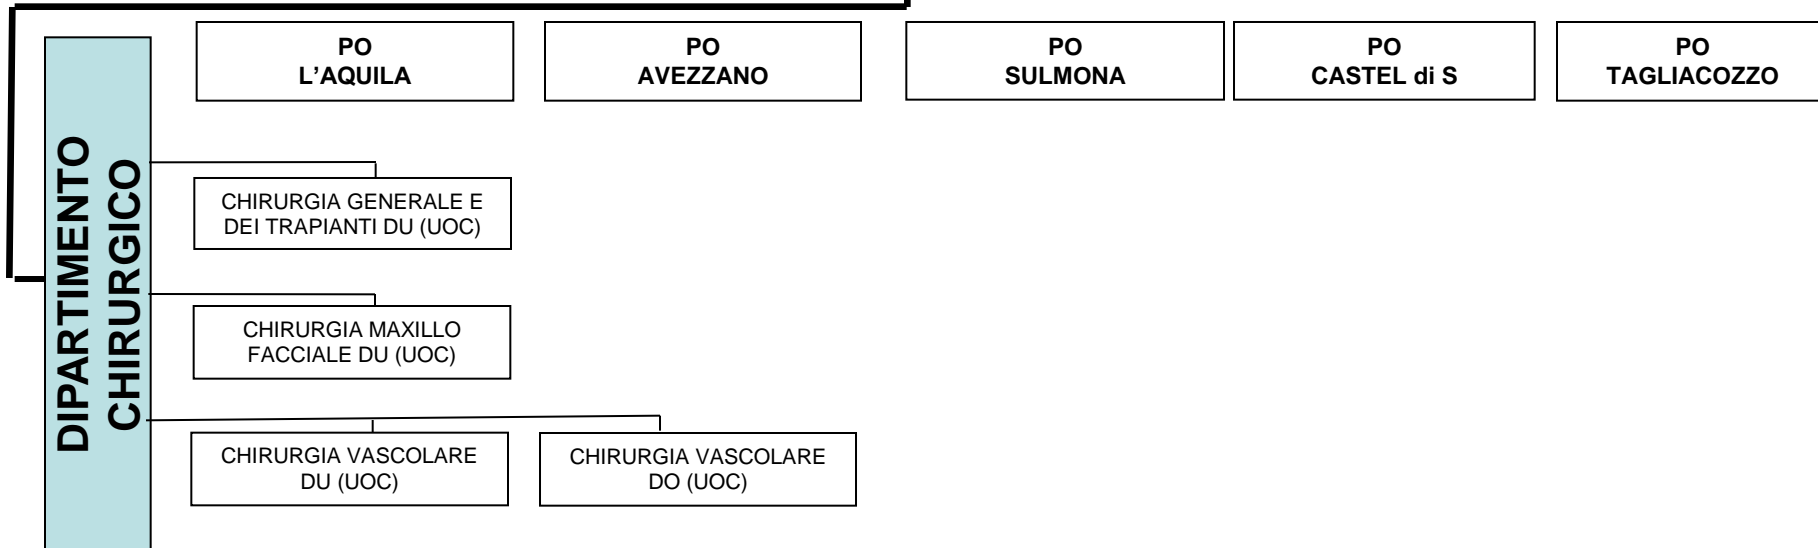 PO
L'AQUILA
PO
AVEZZANO
PO
SULMONA
PO
CASTEL di S
PO
TAGLIACOZZO
DIPARTIMENTO
CHIRURGICO
CHIRURGIA GENERALE E
DEI TRAPIANTI DU (UOC)
CHIRURGIA MAXILLO
FACCIALE DU (UOC)
CHIRURGIA VASCOLARE
DU (UOC)
CHIRURGIA VASCOLARE
DO (UOC)